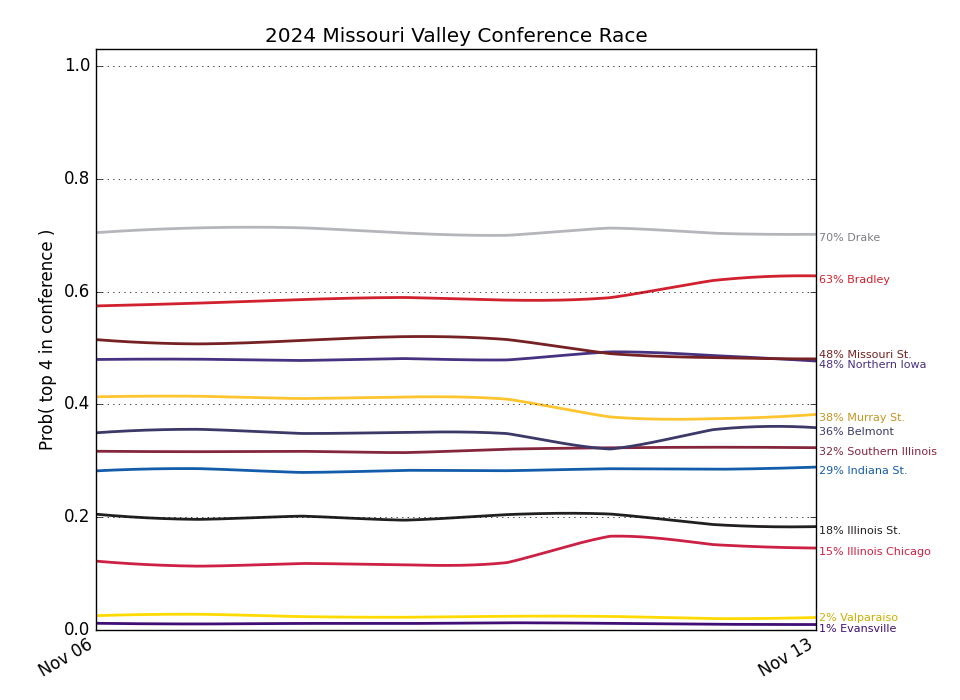 2024 Missouri Valley Conference Race
Prob( top 4 in conference )
1.0
0.8
0.6
0.4
0.2
0.0
Nov 06
Nov 13
70% Drake
63% Bradley
48% Missouri St.
48% Northern Iowa
38% Murray St.
36% Belmont
32% Southern Illinois
29% Indiana St.
18% Illinois St.
15% Illinois Chicago
2% Valparaiso
1% Evansville